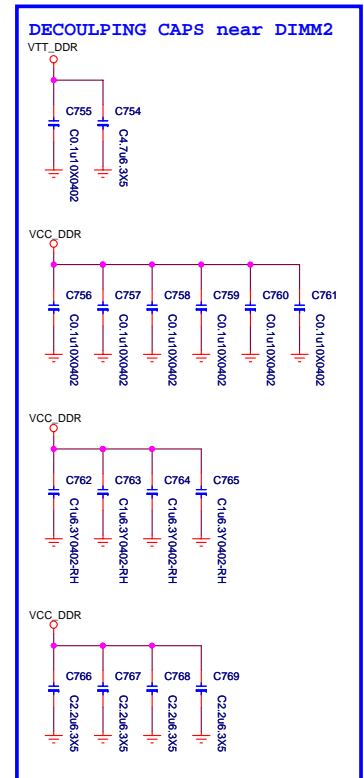 DECOULPING CAPS near DIMM2
VTT_DDR
C755 C754
C0.1u10X0402 C4.7u6.3X5
VCC_DDR
C756 C757 C758 C759 C760 C761
C0.1u10X0402 C0.1u10X0402 C0.1u10X0402 C0.1u10X0402 C0.1u10X0402 C0.1u10X0402
VCC_DDR
C762 C763 C764 C765
C1u6.3Y0402-RH C1u6.3Y0402-RH C1u6.3Y0402-RH C1u6.3Y0402-RH
VCC_DDR
C766 C767 C768 C769
C2.2u6.3X5 C2.2u6.3X5 C2.2u6.3X5 C2.2u6.3X5